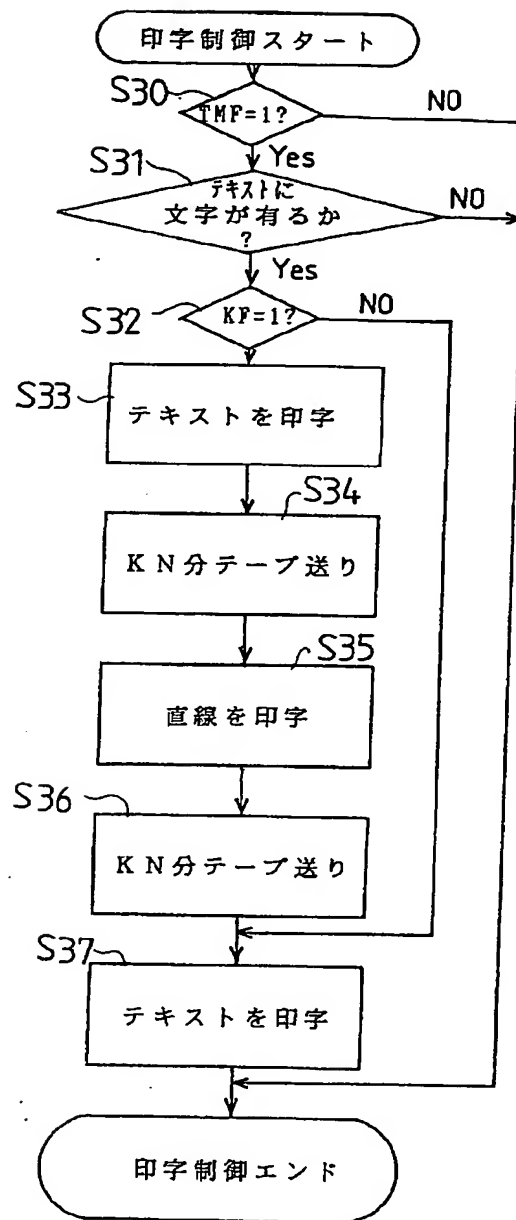 印字制御スタート
S30
TMF=1?
NO
Yes
S31
テキストに
文字が有るか
?
NO
Yes
S32
KF=1?
NO
S33
テキストを印字
S34
KN分テープ送り
S35
直線を印字
S36
KN分テープ送り
S37
テキストを印字
印字制御エンド